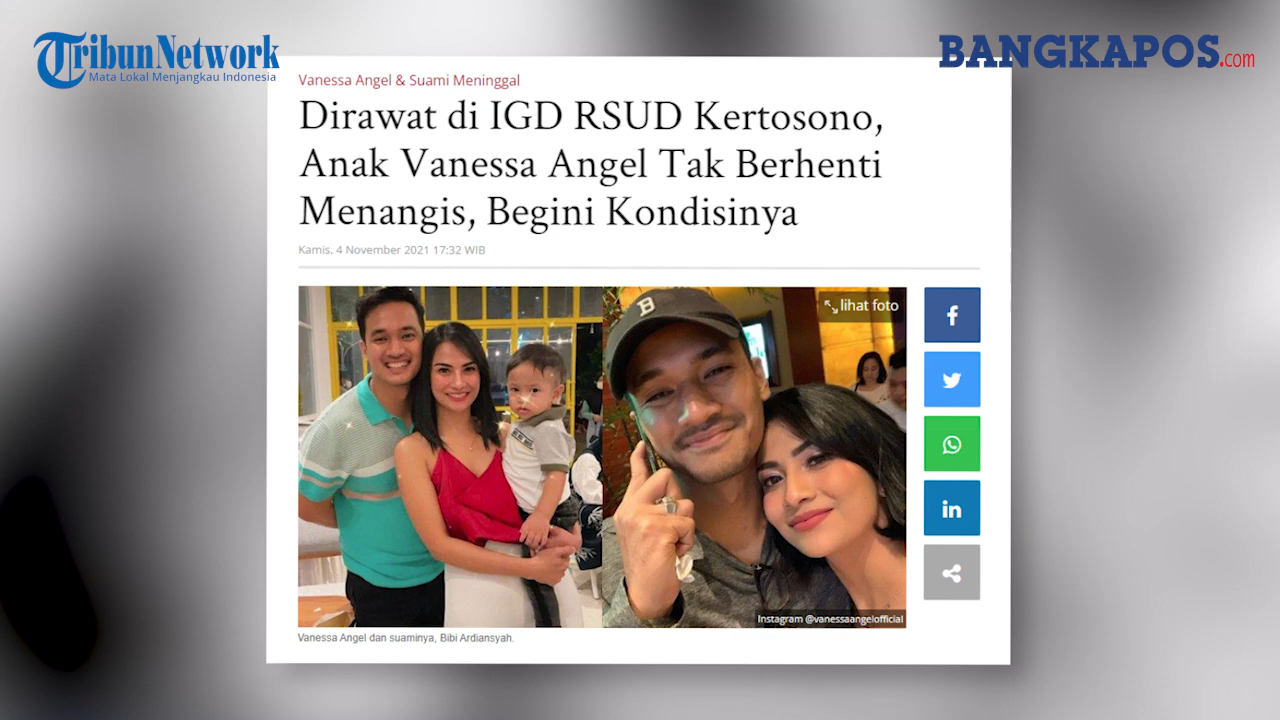 TribunNetwork
Mata Lokal Menjangkau Indonesia
BANGKAPOS.com
Vanessa Angel & Suami Meninggal
Dirawat di IGD RSUD Kertosono,
Anak Vanessa Angel Tak Berhenti
Menangis, Begini Kondisinya
Kamis, 4 November 2021 17:32 WIB
lihat foto
B
Instagram @vanessaangelofficial
Vanessa Angel dan suaminya, Bibi Ardiansyah.